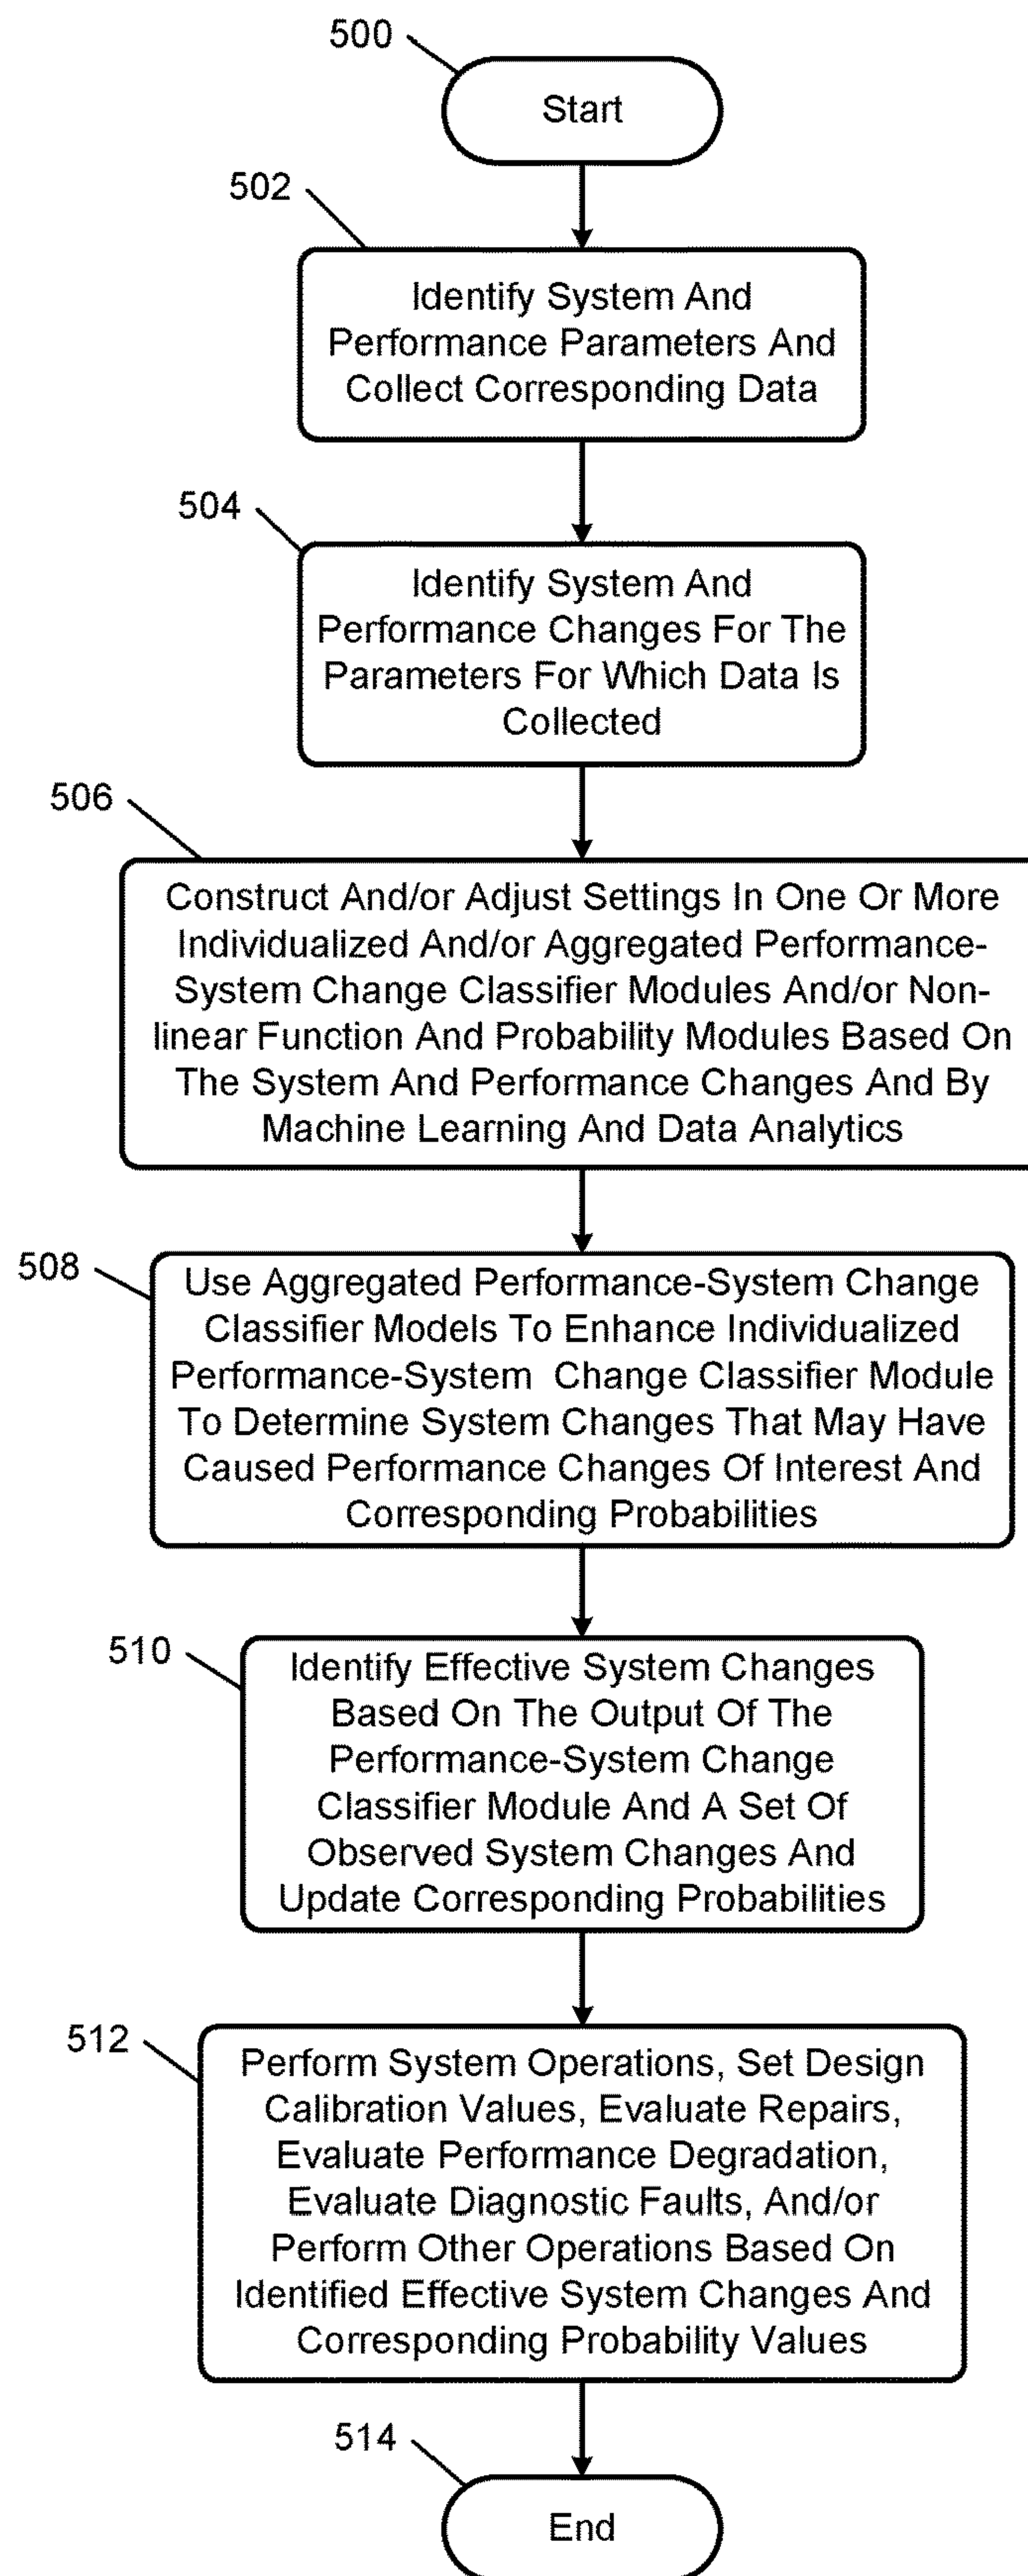 500
Start
502
Identify System And
Performance Parameters And
Collect Corresponding Data
504
Identify System And
Performance Changes For The
Parameters For Which Data Is
Collected
506
Construct And/or Adjust Settings In One Or More
Individualized And/or Aggregated Performance-
System Change Classifier Modules And/or Non-
linear Function And Probability Modules Based On
The System And Performance Changes And By
Machine Learning And Data Analytics
508
Use Aggregated Performance-System Change
Classifier Models To Enhance Individualized
Performance-System Change Classifier Module
To Determine System Changes That May Have
Caused Performance Changes Of Interest And
Corresponding Probabilities
510
Identify Effective System Changes
Based On The Output Of The
Performance-System Change
Classifier Module And A Set Of
Observed System Changes And
Update Corresponding Probabilities
512
Perform System Operations, Set Design
Calibration Values, Evaluate Repairs,
Evaluate Performance Degradation,
Evaluate Diagnostic Faults, And/or
Perform Other Operations Based On
Identified Effective System Changes And
Corresponding Probability Values
514
End